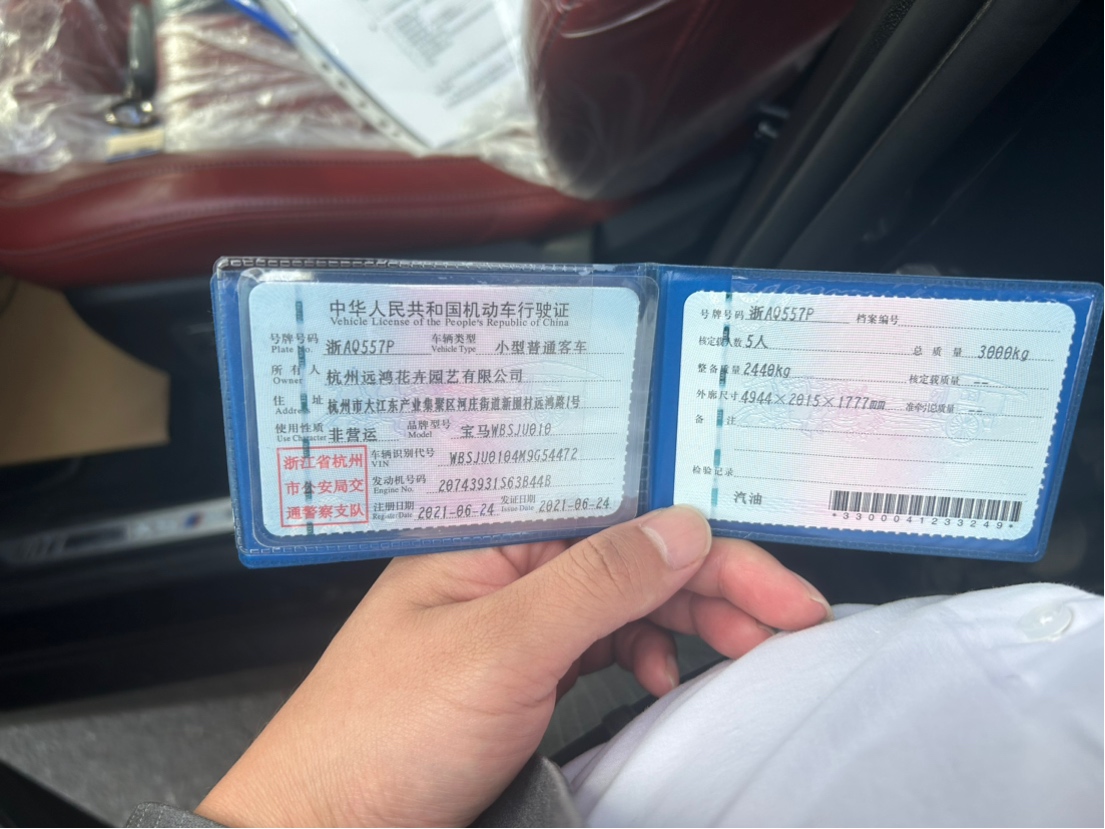 中华人民共和国机动车行驶证
Vehicle License of the People's Republic of China
号牌号码 Plate No. 浙AQ557P 车辆类型 Vehicle Type 小型普通客车
所有人 Owner 杭州远鸿花卉园艺有限公司
住址 Address 杭州市大江东产业集聚区河庄街道新围村远鸿路1号
使用性质 Use Character 非营运 品牌型号 Model 宝马WBSJU010
浙江省杭州
市公安局交
通警察支队
车辆识别代号 VIN WBSJU0104M9G54472
发动机号码 Engine No. 20743931S63B44B
注册日期 Register Date 2021-06-24 发证日期 Issue Date 2021-06-24
号牌号码 浙AQ557P 档案编号
核定载人数 5人 总质量 3000kg
整备质量 2440kg 核定载质量 --
外廓尺寸 4944×2015×1777mm 准牵引总质量 --
备注
检验记录
汽油
*3300041233249*